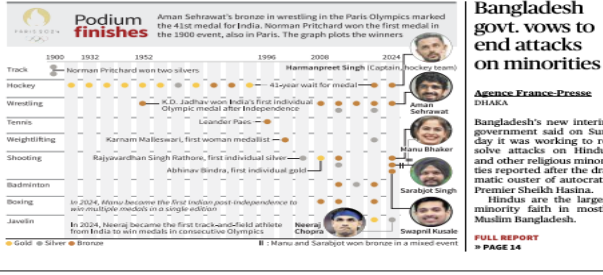 PARIS 2024
Podium
finishes
Aman Sehrawat's bronze in wrestling in the Paris Olympics marked
the 41st medal for India. Norman Pritchard won the first medal in
the 1900 event, also in Paris. The graph plots the winners
1900 1932 1952 1996 2008 2024
Track
Norman Pritchard won two silvers
Harmanpreet Singh (Captain, hockey team)
Hockey
41-year wait for medal
Wrestling
K.D. Jadhav won India's first individual
Olympic medal after Independence
Aman
Sehrawat
Tennis
Leander Paes
Weightlifting
Karnam Malleswari, first woman medallist
Manu Bhaker
Shooting
Rajyavardhan Singh Rathore, first individual silver
Abhinav Bindra, first individual gold
Badminton
Sarabjot Singh
Boxing
In 2024, Manu became the first Indian post-independence to
win multiple medals in a single edition
Javelin
In 2024, Neeraj became the first track-and-field athlete
from India to win medals in consecutive Olympics
Neeraj
Chopra
Swapnil Kusale
Gold Silver Bronze
II : Manu and Sarabjot won bronze in a mixed event
Bangladesh
govt. vows to
end attacks
on minorities
Agence France-Presse
DHAKA
Bangladesh's new interi
government said on Sun
day it was working to r
solve attacks on Hindu
and other religious minor
ties reported after the dr
matic ouster of autocrat
Premier Sheikh Hasina.
Hindus are the large
minority faith in most
Muslim Bangladesh.
FULL REPORT
» PAGE 14